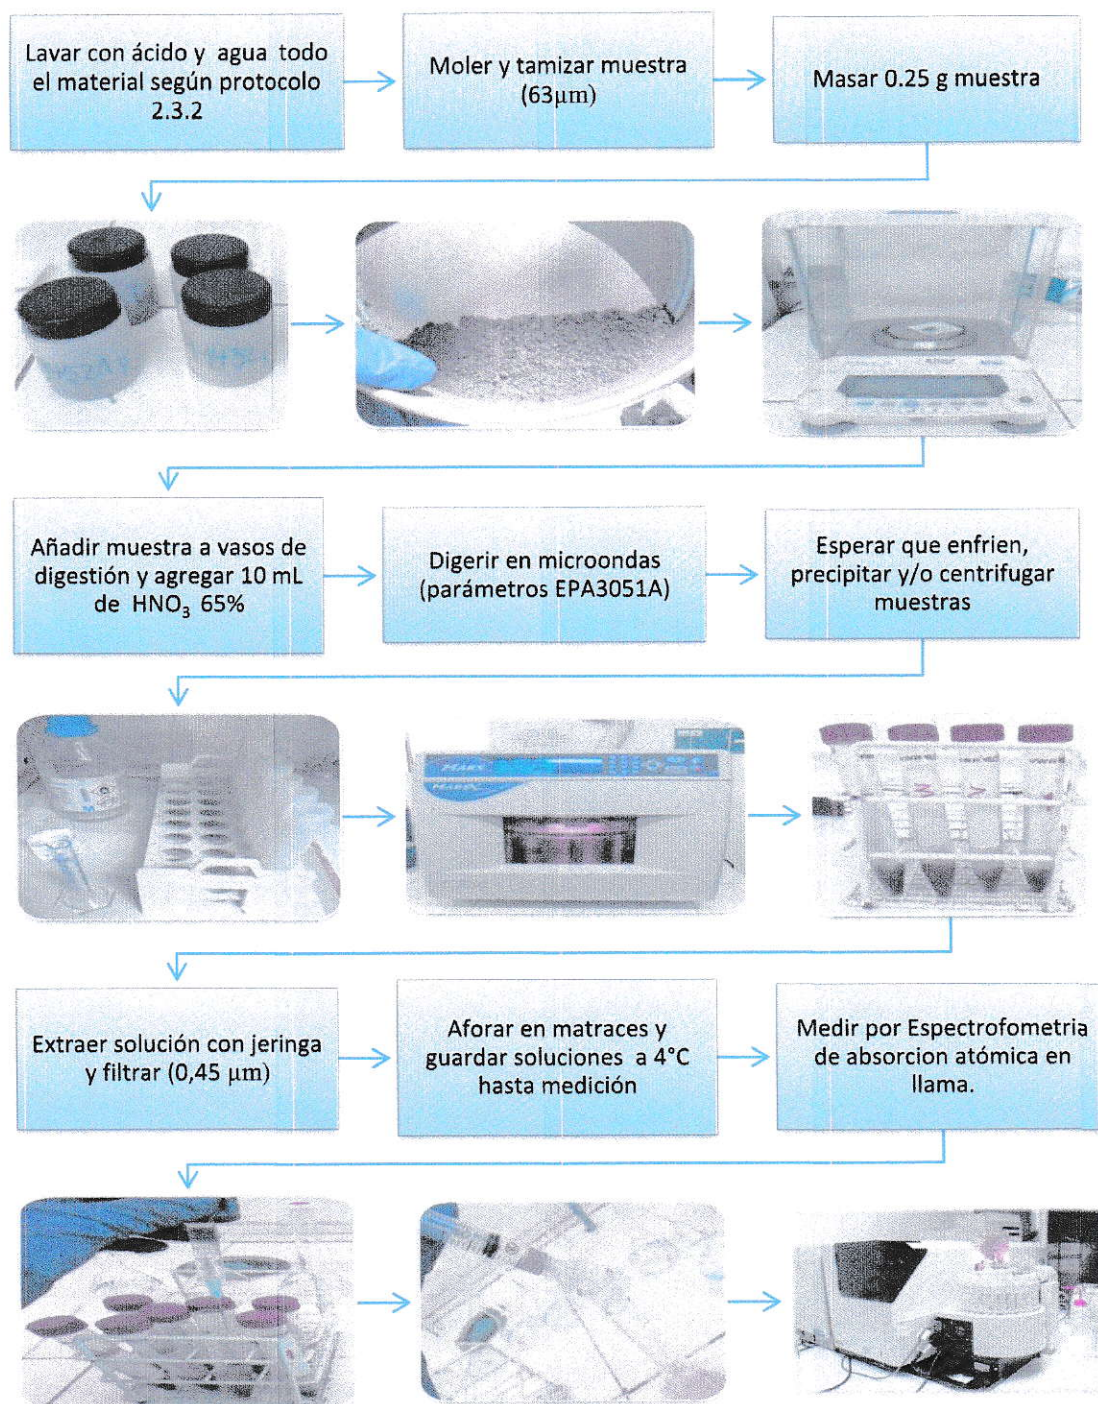 Lavar con ácido y agua todo
el material según protocolo
2.3.2
Moler y tamizar muestra
(63μm)
Masar 0.25 g muestra
Añadir muestra a vasos de
digestión y agregar 10 mL
de HNO₃ 65%
Digerir en microondas
(parámetros EPA3051A)
Esperar que enfrien,
precipitar y/o centrifugar
muestras
Extraer solución con jeringa
y filtrar (0,45 μm)
Aforar en matraces y
guardar soluciones a 4°C
hasta medición
Medir por Espectrofometria
de absorcion atómica en
llama.